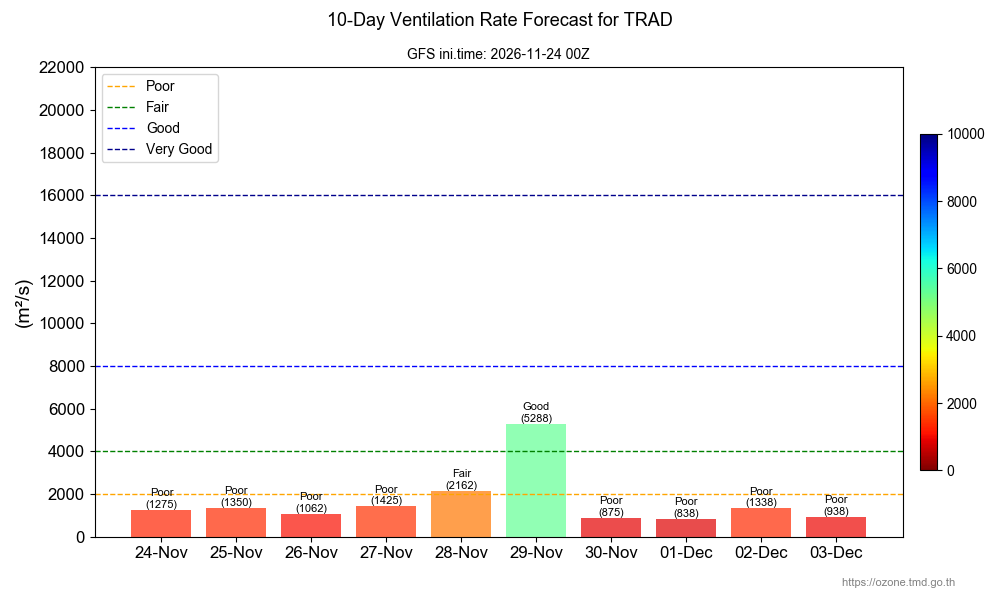 10-Day Ventilation Rate Forecast for TRAD
GFS ini.time: 2026-11-24 00Z
(m²/s)
22000
20000
18000
16000
14000
12000
10000
8000
6000
4000
2000
0
Poor
Fair
Good
Very Good
Poor
(1275)
Poor
(1350)
Poor
(1062)
Poor
(1425)
Fair
(2162)
Good
(5288)
Poor
(875)
Poor
(838)
Poor
(1338)
Poor
(938)
24-Nov 25-Nov 26-Nov 27-Nov 28-Nov 29-Nov 30-Nov 01-Dec 02-Dec 03-Dec
10000
8000
6000
4000
2000
0
https://ozone.tmd.go.th